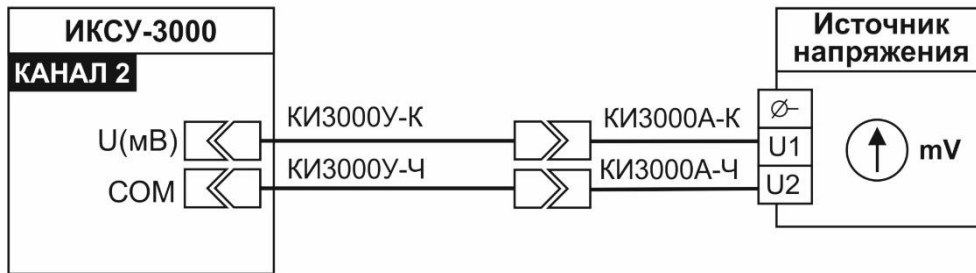 ИКСУ-3000
КАНАЛ 2
U(мВ)
COM
КИ3000У-К
КИ3000У-Ч
КИ3000А-К
КИ3000А-Ч
Источник
напряжения
U1
U2
mV